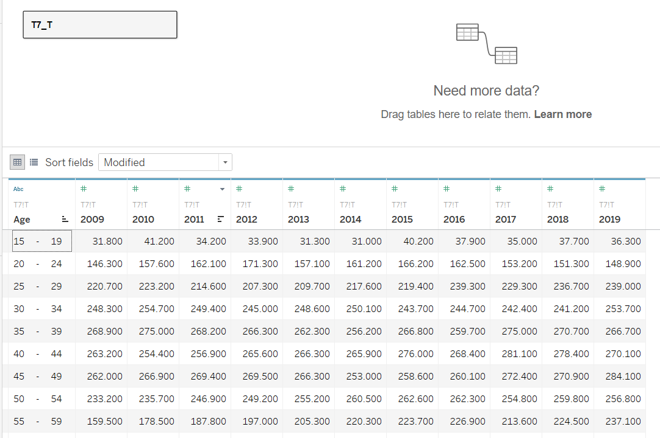 T7_T
Need more data?
Drag tables here to relate them. Learn more
Sort fields Modified
Abc # # # # # # # # # # #
T7!T T7!T T7!T T7!T T7!T T7!T T7!T T7!T T7!T T7!T T7!T T7!T
Age 2009 2010 2011 2012 2013 2014 2015 2016 2017 2018 2019
15 - 19 31.800 41.200 34.200 33.900 31.300 31.000 40.200 37.900 35.000 37.700 36.300
20 - 24 146.300 157.600 162.100 171.300 157.100 161.200 166.200 162.500 153.200 151.300 148.900
25 - 29 220.700 223.200 214.600 207.300 209.700 217.600 219.400 239.300 229.300 236.700 239.000
30 - 34 248.300 254.700 249.400 245.000 248.600 250.100 243.700 244.700 242.400 241.200 253.700
35 - 39 268.900 275.000 268.200 266.300 262.300 256.200 266.800 259.700 275.000 270.700 266.700
40 - 44 263.200 254.400 256.900 265.600 266.300 265.900 276.000 268.400 281.100 278.400 270.100
45 - 49 262.000 266.900 269.400 269.500 266.300 253.000 258.600 260.100 272.400 270.900 284.100
50 - 54 233.200 235.700 246.900 249.200 255.200 260.500 262.600 262.300 254.800 259.800 256.800
55 - 59 159.500 178.500 187.800 197.000 205.300 220.300 223.700 226.900 213.600 224.500 237.100